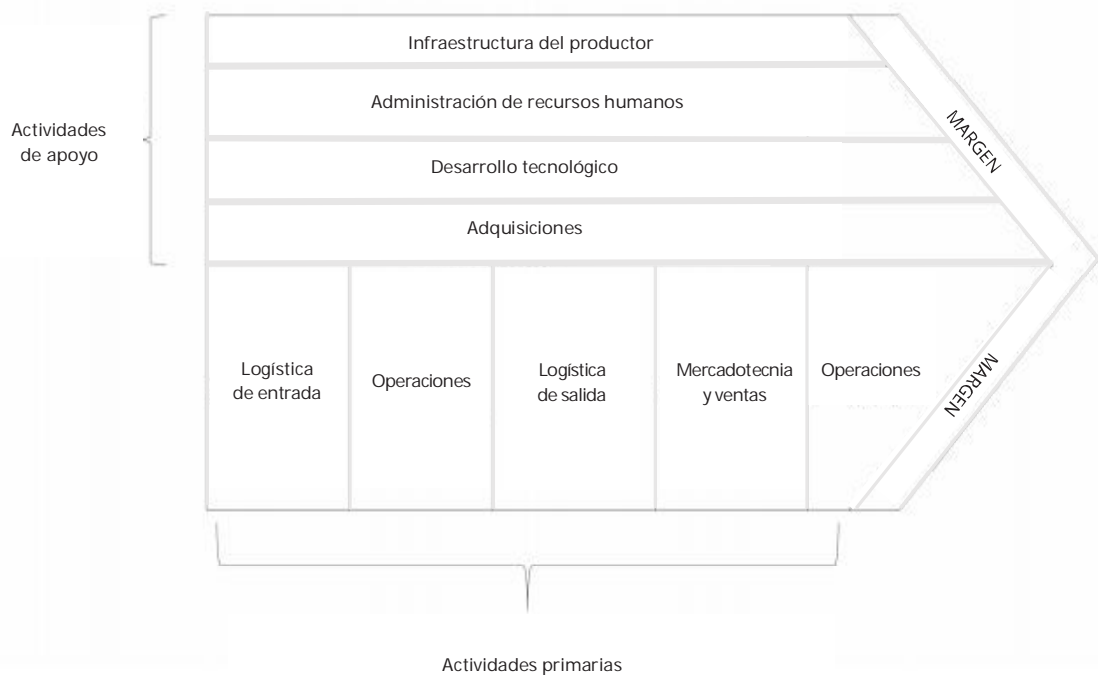 Infraestructura del productor
Administración de recursos humanos
Desarrollo tecnológico
Adquisiciones
Actividades
de apoyo
MARGEN
Logística
de entrada
Operaciones
Logística
de salida
Mercadotecnia
y ventas
Operaciones
MARGEN
Actividades primarias